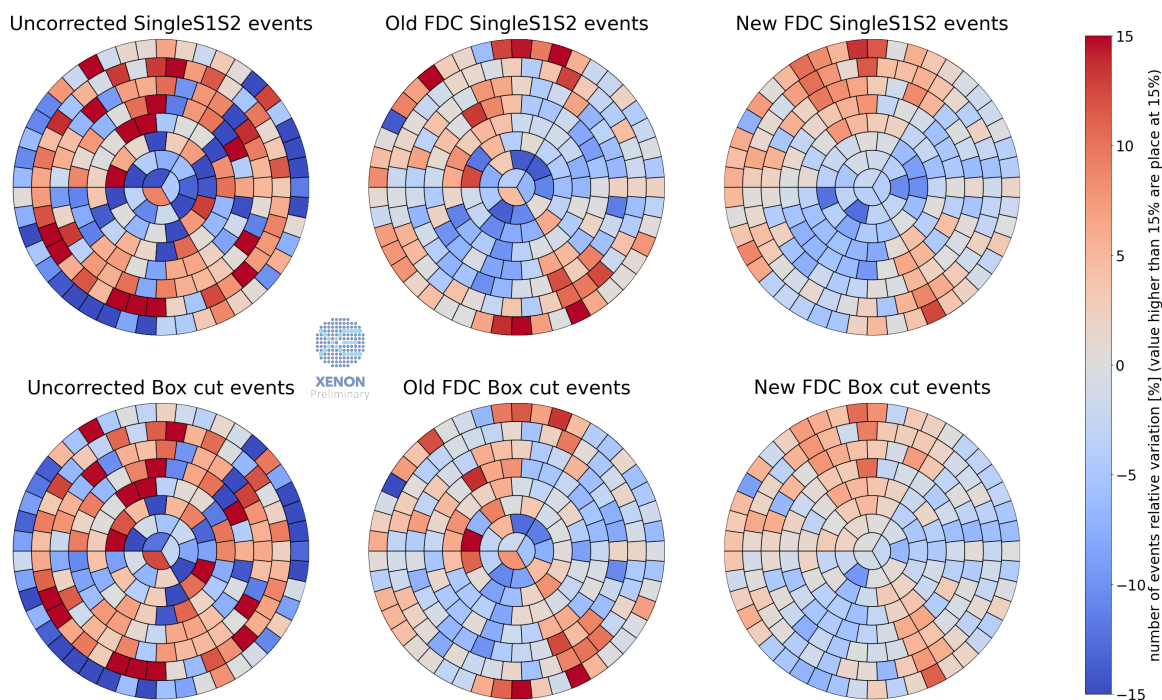 Uncorrected SingleS1S2 events
Old FDC SingleS1S2 events
New FDC SingleS1S2 events
XENON
Preliminary
Uncorrected Box cut events
Old FDC Box cut events
New FDC Box cut events
15
10
5
0
−5
−10
−15
number of events relative variation [%] (value higher than 15% are place at 15%)